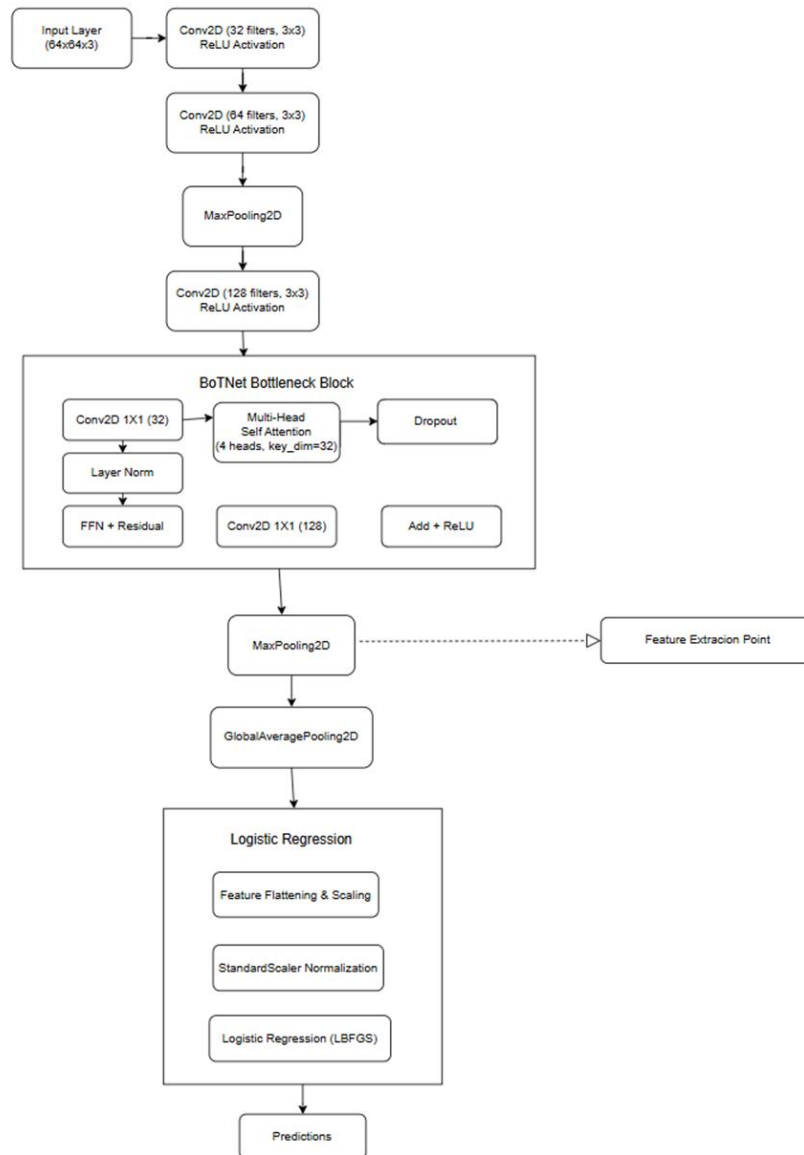 Input Layer
(64x64x3)
Conv2D (32 filters, 3x3)
ReLU Activation
Conv2D (64 filters, 3x3)
ReLU Activation
MaxPooling2D
Conv2D (128 filters, 3x3)
ReLU Activation
BoTNet Bottleneck Block
Conv2D 1X1 (32)
Multi-Head
Self Attention
(4 heads, key_dim=32)
Dropout
Layer Norm
FFN + Residual
Conv2D 1X1 (128)
Add + ReLU
MaxPooling2D
Feature Extracion Point
GlobalAveragePooling2D
Logistic Regression
Feature Flattening & Scaling
StandardScaler Normalization
Logistic Regression (LBFGS)
Predictions